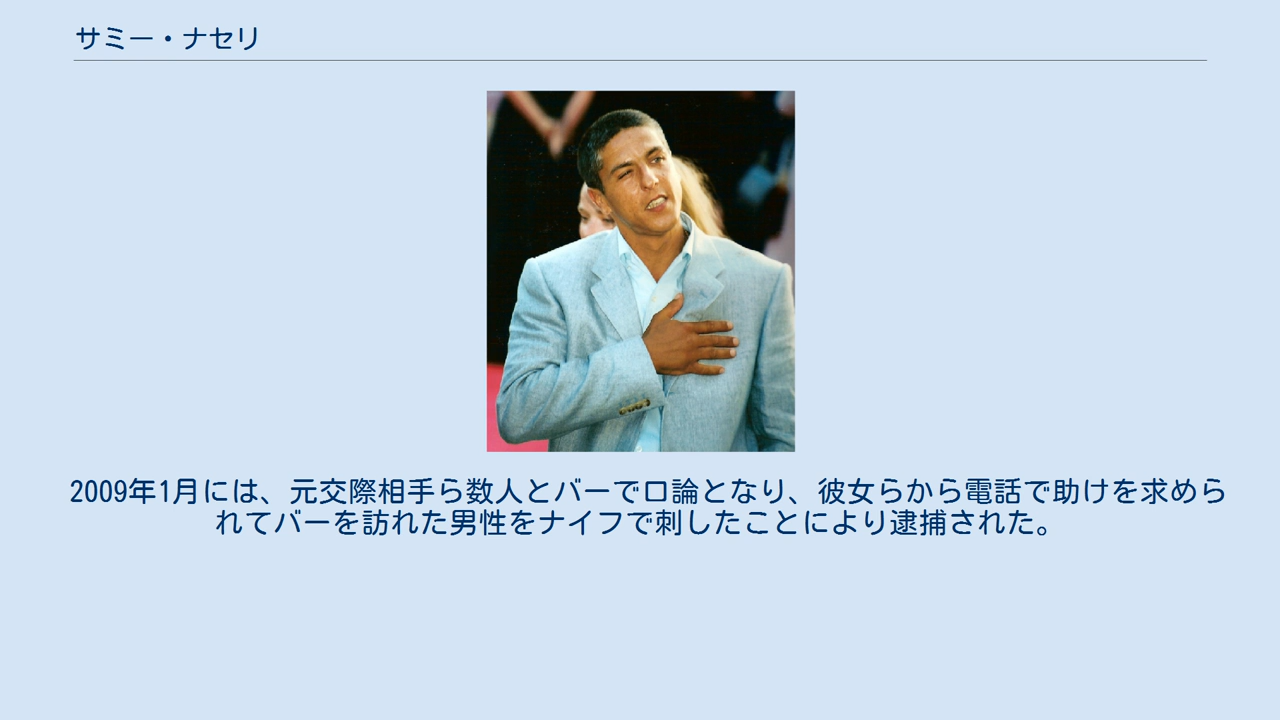 サミー・ナセリ
2009年1月には、元交際相手ら数人とバーで口論となり、彼女らから電話で助けを求めら
れてバーを訪れた男性をナイフで刺したことにより逮捕された。